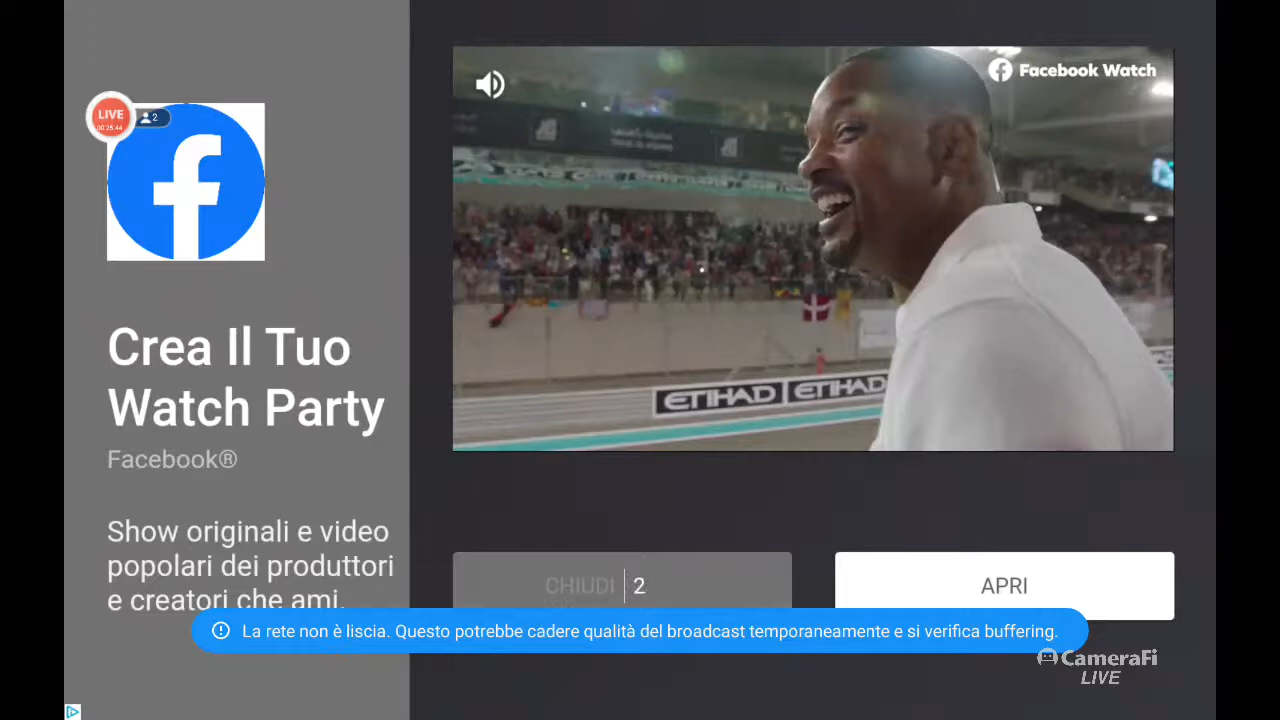 LIVE
00:25:44
2
Facebook Watch
ETIHAD
ETIHAD
Crea Il Tuo
Watch Party
Facebook®
Show originali e video
popolari dei produttori
e creatori che ami.
CHIUDI
2
APRI
La rete non è liscia. Questo potrebbe cadere qualità del broadcast temporaneamente e si verifica buffering.
CameraFi
LIVE